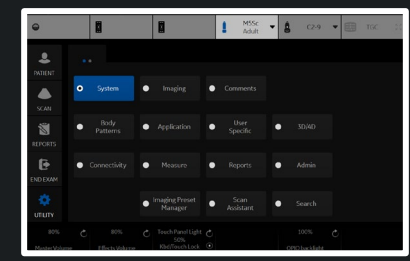 M5Sc
Adult
C2-9
TGC
PATIENT
SCAN
REPORTS
END EXAM
UTILITY
System
Imaging
Comments
Body
Patterns
Application
User
Specific
3D/4D
Connectivity
Measure
Reports
Admin
Imaging Preset
Manager
Scan
Assistant
Search
80%
Master Volume
80%
Effects Volume
Touch Panel Light
50%
Kbd/Touch Lock
100%
OPIO backlight